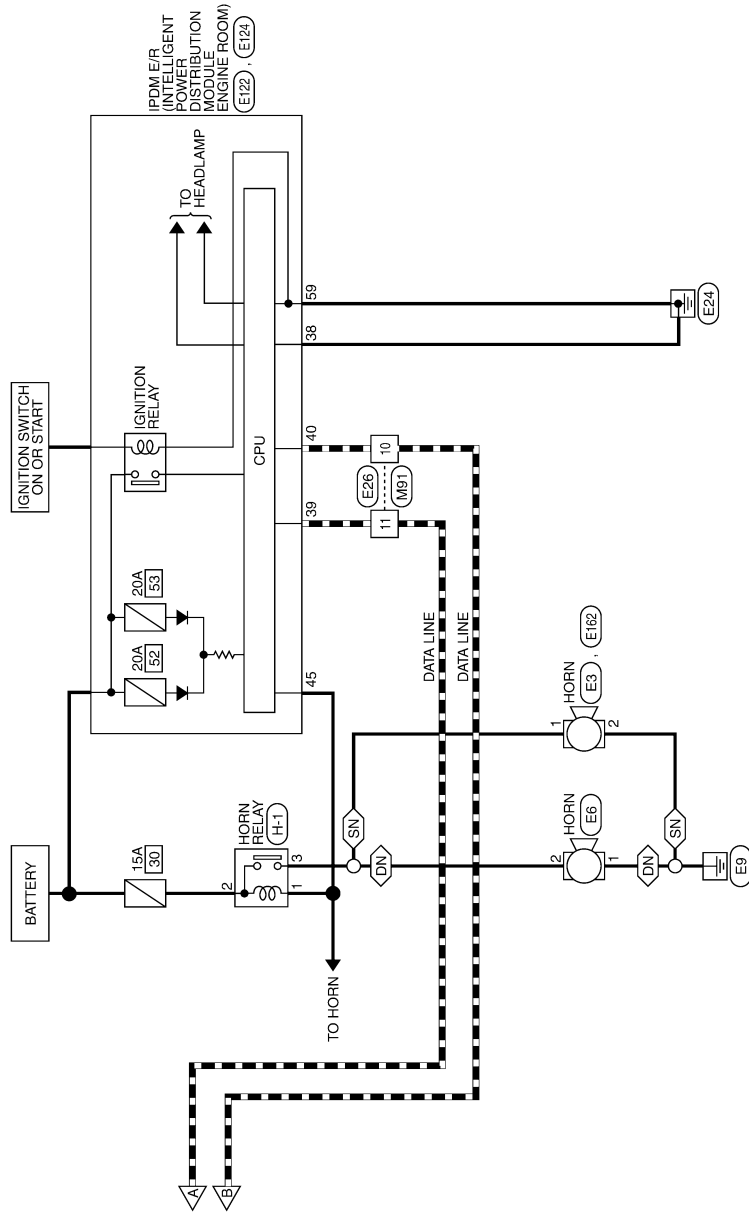 BATTERY
IGNITION SWITCH
ON OR START
IPDM E/R
(INTELLIGENT
POWER
DISTRIBUTION
MODULE
ENGINE ROOM)
E122 , E124
15A
30
20A
52
20A
53
IGNITION
RELAY
TO
HEADLAMP
CPU
HORN
RELAY
H-1
2
1
3
45
39
40
38
59
TO HORN
SN
DN
E26
M91
11
10
DATA LINE
DATA LINE
A
B
HORN
E6
2
1
HORN
E3 , E162
1
2
DN
SN
E9
E24